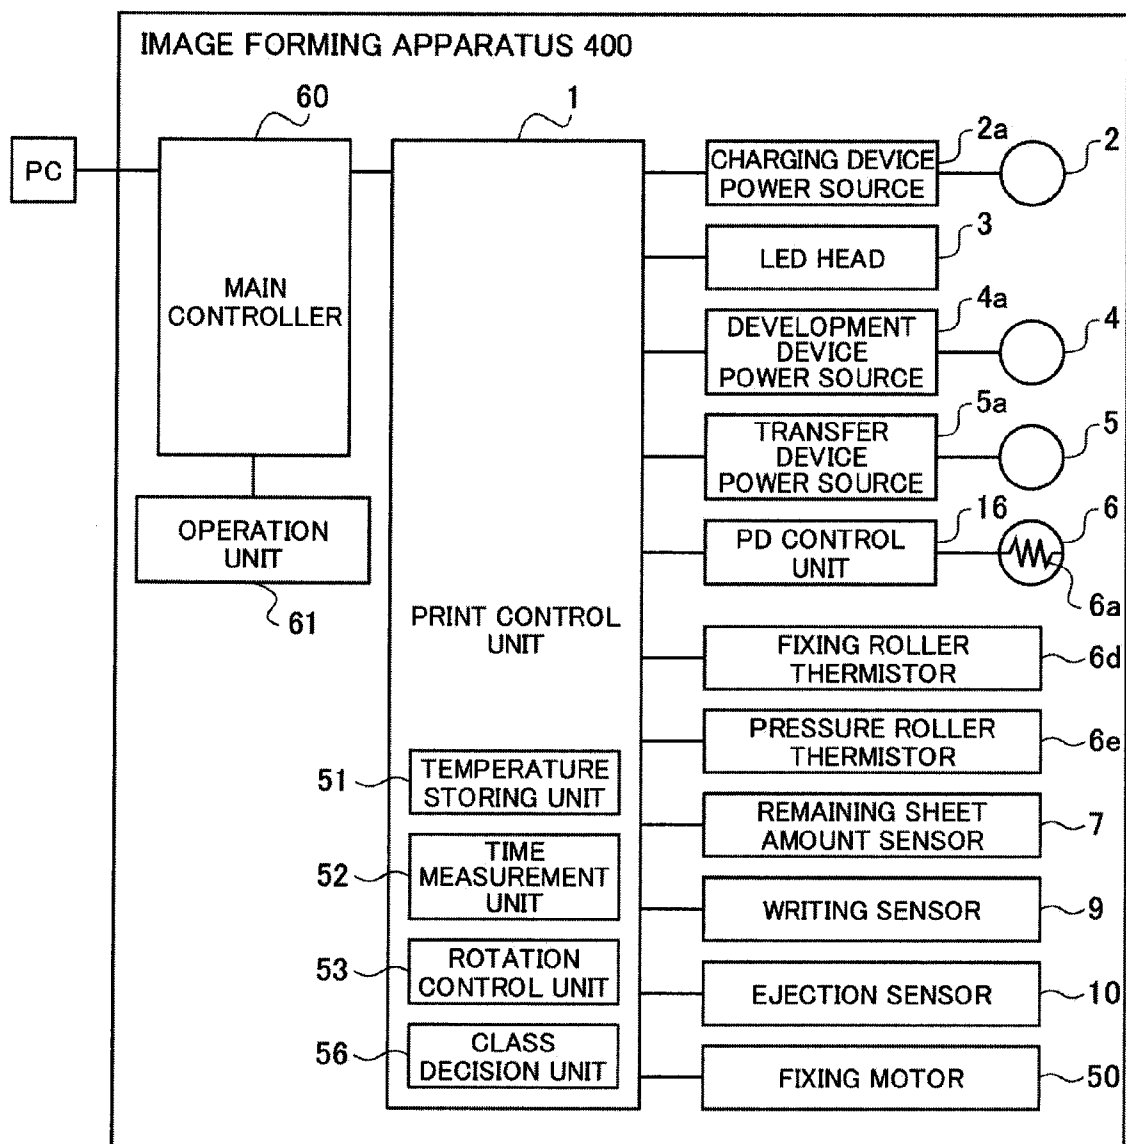 IMAGE FORMING APPARATUS 400
60
1
PC
MAIN
CONTROLLER
OPERATION
UNIT
61
PRINT CONTROL
UNIT
51
TEMPERATURE
STORING UNIT
52
TIME
MEASUREMENT
UNIT
53
ROTATION
CONTROL UNIT
56
CLASS
DECISION UNIT
CHARGING DEVICE
POWER SOURCE
2a
2
LED HEAD
3
DEVELOPMENT
DEVICE
POWER SOURCE
4a
4
TRANSFER
DEVICE
POWER SOURCE
5a
5
PD CONTROL
UNIT
16
6
6a
FIXING ROLLER
THERMISTOR
6d
PRESSURE ROLLER
THERMISTOR
6e
REMAINING SHEET
AMOUNT SENSOR
7
WRITING SENSOR
9
EJECTION SENSOR
10
FIXING MOTOR
50